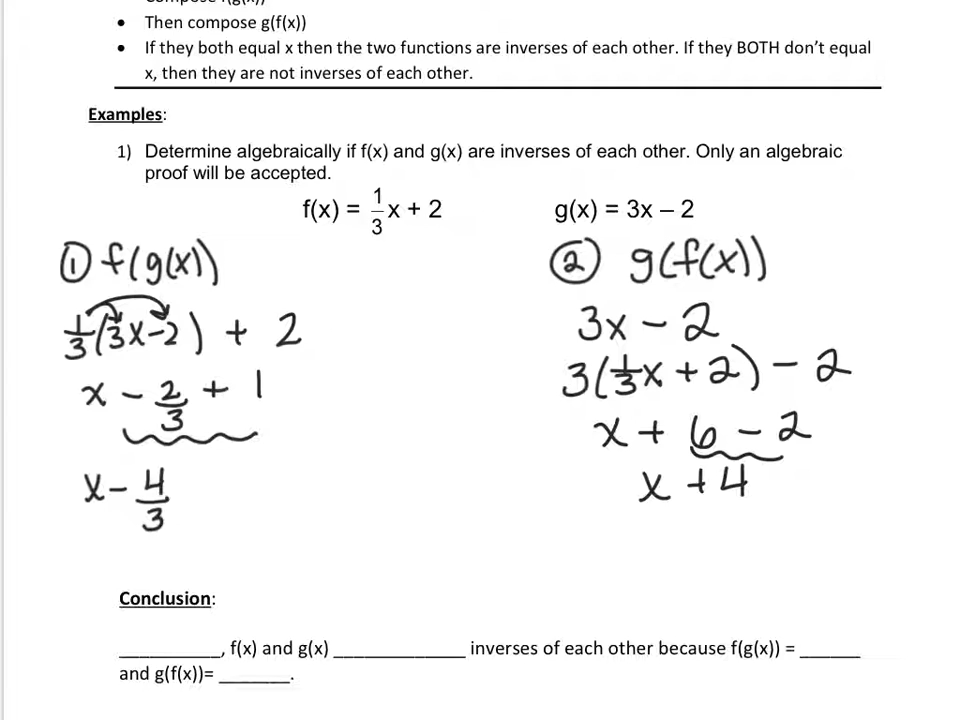 • Then compose g(f(x))
• If they both equal x then the two functions are inverses of each other. If they BOTH don't equal
x, then they are not inverses of each other.
Examples:
1) Determine algebraically if f(x) and g(x) are inverses of each other. Only an algebraic
proof will be accepted.
f(x) = 1/3 x + 2
g(x) = 3x – 2
① f(g(x))
1/3(3x-2) + 2
x - 2/3 + 1
x - 4/3
② g(f(x))
3x - 2
3(1/3x + 2) - 2
x + 6 - 2
x + 4
Conclusion:
_________, f(x) and g(x) ____________ inverses of each other because f(g(x)) = ______
and g(f(x))= _______.